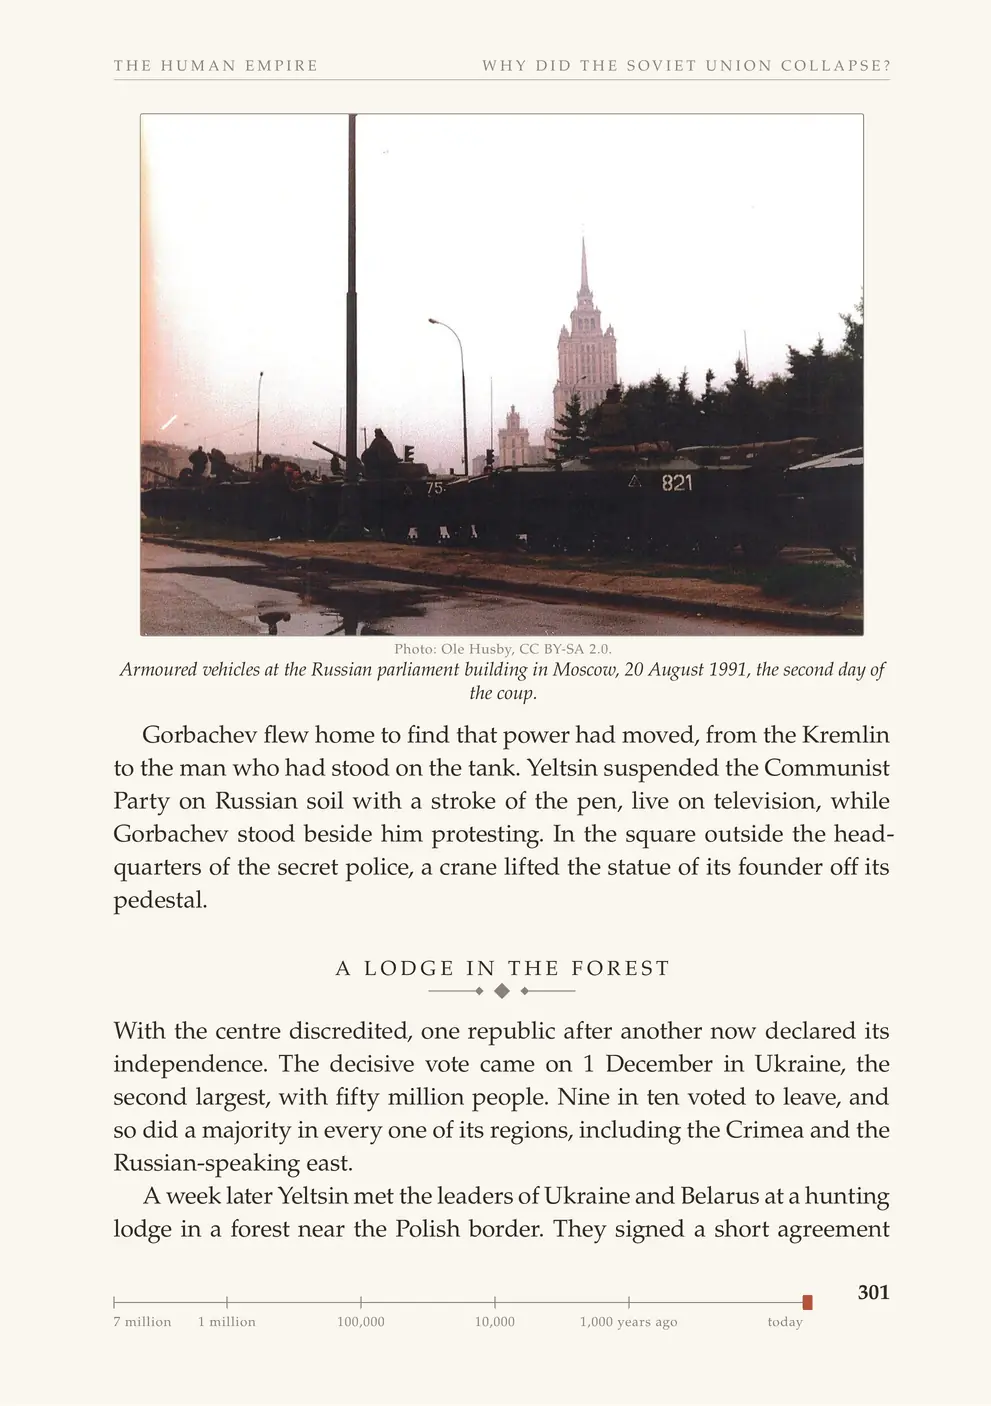 THE HUMAN EMPIRE
WHY DID THE SOVIET UNION COLLAPSE?
75
821
Photo: Ole Husby, CC BY-SA 2.0.
Armoured vehicles at the Russian parliament building in Moscow, 20 August 1991, the second day of
the coup.
Gorbachev flew home to find that power had moved, from the Kremlin
to the man who had stood on the tank. Yeltsin suspended the Communist
Party on Russian soil with a stroke of the pen, live on television, while
Gorbachev stood beside him protesting. In the square outside the head-
quarters of the secret police, a crane lifted the statue of its founder off its
pedestal.
A LODGE IN THE FOREST
With the centre discredited, one republic after another now declared its
independence. The decisive vote came on 1 December in Ukraine, the
second largest, with fifty million people. Nine in ten voted to leave, and
so did a majority in every one of its regions, including the Crimea and the
Russian-speaking east.
A week later Yeltsin met the leaders of Ukraine and Belarus at a hunting
lodge in a forest near the Polish border. They signed a short agreement
301
7 million 1 million 100,000 10,000 1,000 years ago today